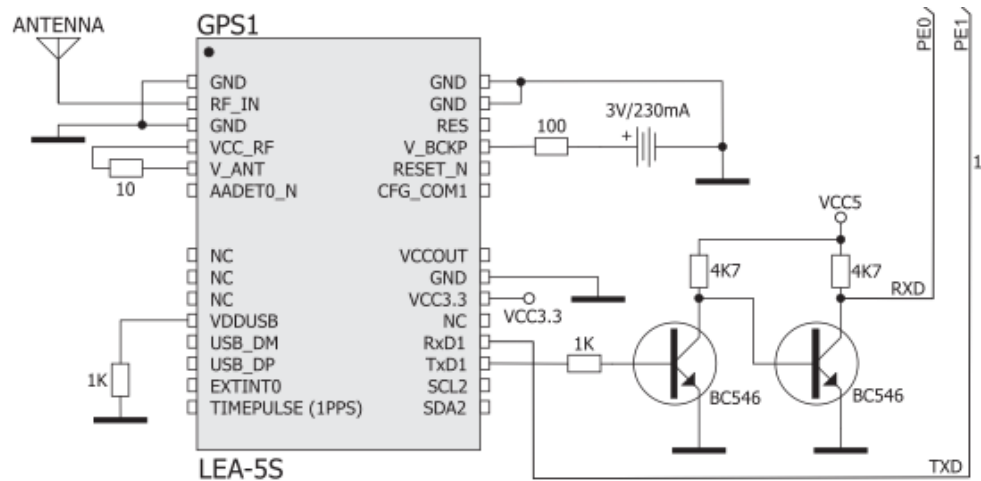 ANTENNA
GPS1
PE0
PE1
GND
RF_IN
GND
VCC_RF
V_ANT
AADET0_N
10
NC
NC
NC
VDDUSB
USB_DM
USB_DP
EXTINT0
TIMEPULSE (1PPS)
1K
GND
GND
RES
V_BCKP
RESET_N
CFG_COM1
VCCOUT
GND
VCC3.3
NC
RxD1
TxD1
SCL2
SDA2
100
3V/230mA
+
1
VCC5
4K7
4K7
RXD
VCC3.3
1K
BC546
BC546
TXD
LEA-5S